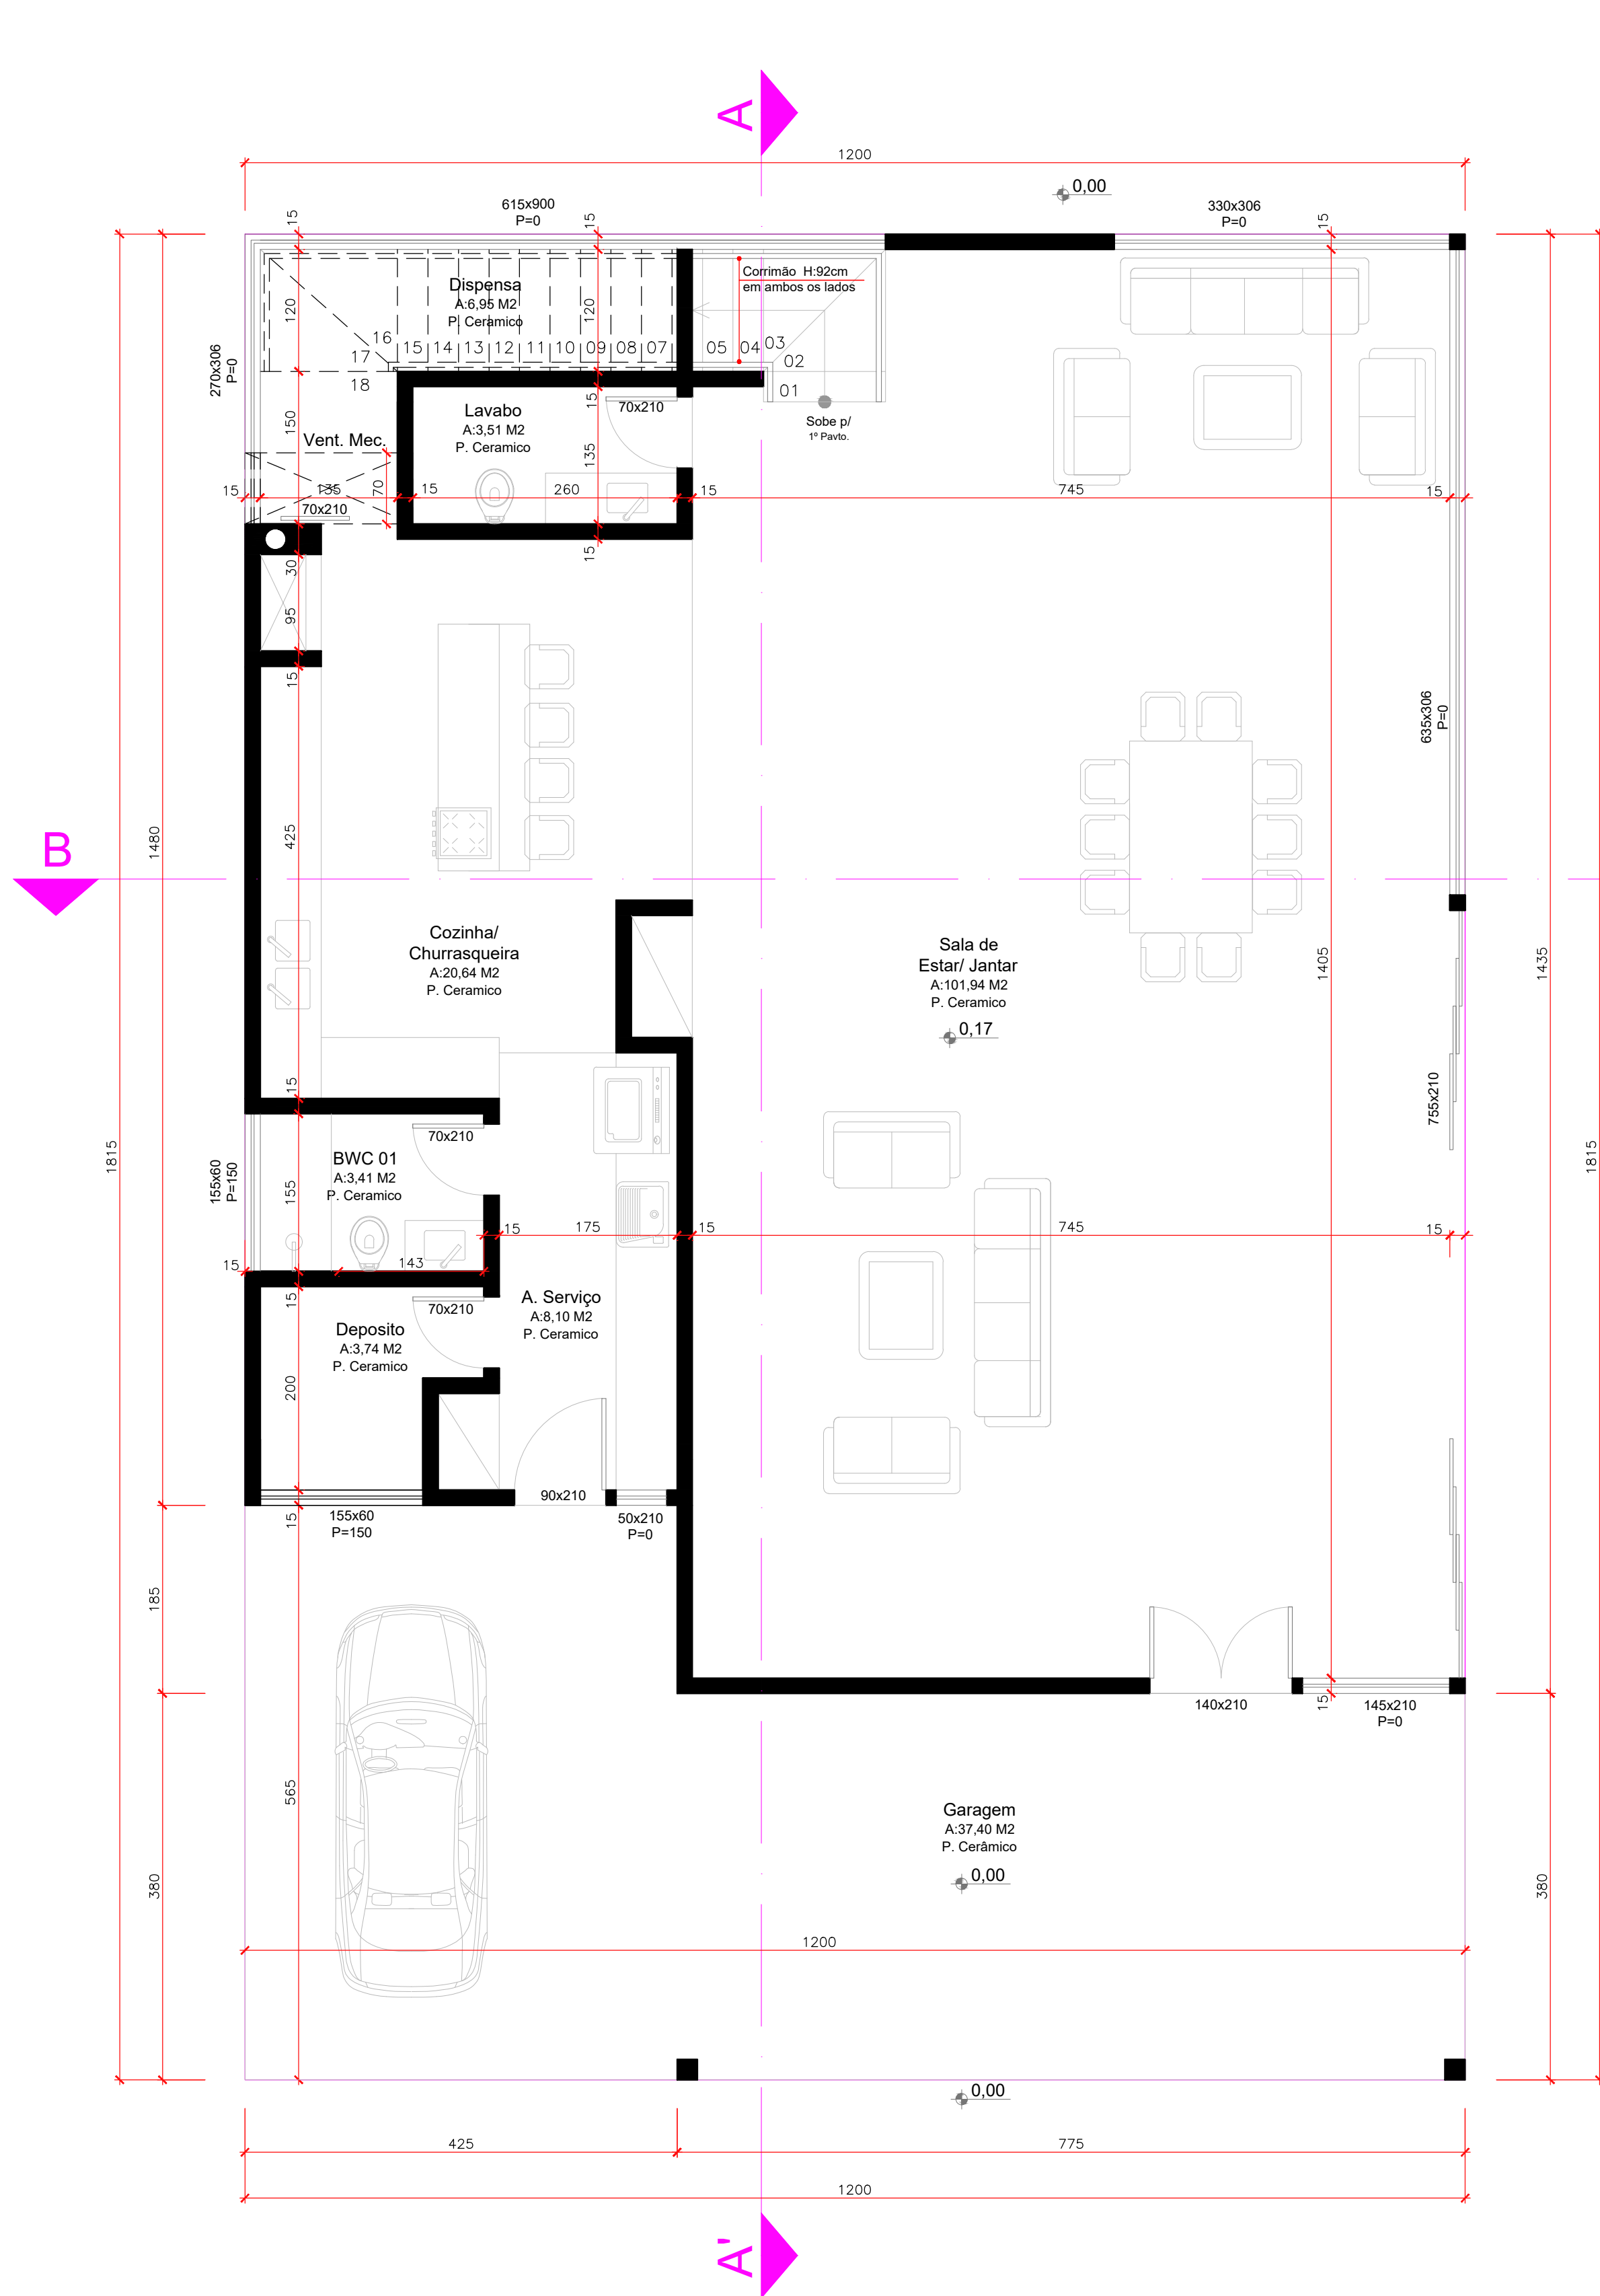 A
1200
0,00
615x900
P=0
330x306
P=0
15
15
15
Corrimão H:92cm
em ambos os lados
Dispensa
A:6,95 M2
P. Ceramico
120
120
16
17
18
15
14
13
12
11
10
09
08
07
05
04
03
02
01
270x306
P=0
150
15
Lavabo
A:3,51 M2
P. Ceramico
70x210
Sobe p/
1º Pavto.
Vent. Mec.
135
70
15
135
15
260
15
745
15
70x210
15
30
95
15
635x306
P=0
425
1480
B
1405
1435
Cozinha/
Churrasqueira
A:20,64 M2
P. Ceramico
Sala de
Estar/ Jantar
A:101,94 M2
P. Ceramico
0,17
755x210
15
70x210
BWC 01
A:3,41 M2
P. Ceramico
155x60
P=150
155
1815
1815
15
175
15
745
15
143
15
15
70x210
A. Serviço
A:8,10 M2
P. Ceramico
Deposito
A:3,74 M2
P. Ceramico
200
90x210
155x60
P=150
50x210
P=0
15
185
140x210
15
145x210
P=0
565
Garagem
A:37,40 M2
P. Cerâmico
0,00
380
380
1200
0,00
425
775
1200
A'